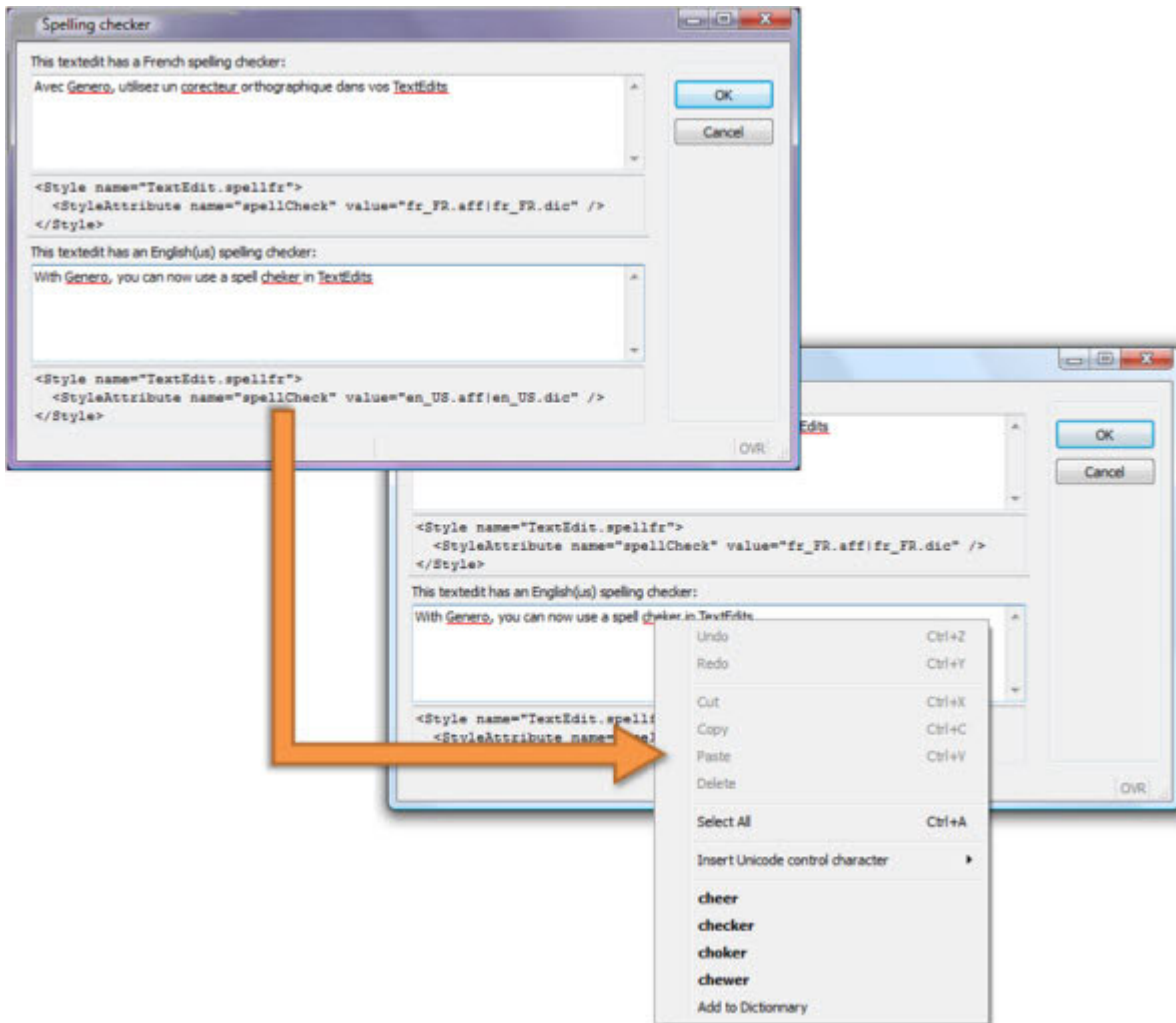 Spelling checker
This textedit has a French spelling checker:
Avec Genero, utilisez un corecteur orthographique dans vos TextEdits
OK
Cancel
<Style name="TextEdit.spellfr">
<StyleAttribute name="spellCheck" value="fr_FR.aff|fr_FR.dic" />
</Style>
This textedit has an English(us) spelling checker:
With Genero, you can now use a spell cheker in TextEdits
<Style name="TextEdit.spellfr">
<StyleAttribute name="spellCheck" value="en_US.aff|en_US.dic" />
</Style>
OVR
Edits
OK
Cancel
<Style name="TextEdit.spellfr">
<StyleAttribute name="spellCheck" value="fr_FR.aff|fr_FR.dic" />
</Style>
This textedit has an English(us) spelling checker:
With Genero, you can now use a spell cheker in TextEdits
<Style name="TextEdit.spellf
<StyleAttribute name=
OVR
Undo Ctrl+Z
Redo Ctrl+Y
Cut Ctrl+X
Copy Ctrl+C
Paste Ctrl+V
Delete
Select All Ctrl+A
Insert Unicode control character
cheer
checker
choker
chewer
Add to Dictionnary